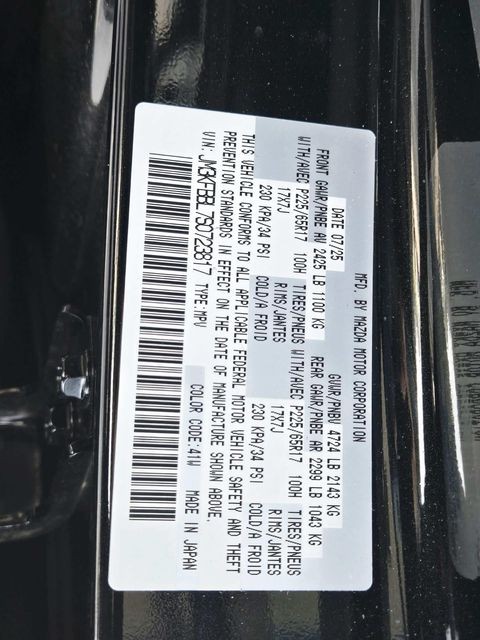 MFD. BY MAZDA MOTOR CORPORATION
DATE 07/25 GVWR/PNBV 4724 LB 2143 KG
FRONT GAWR/PNBE AV 2425 LB 1100 KG REAR GAWR/PNBE AR 2299 LB 1043 KG
WITH/AVEC P225/65R17 100H TIRES/PNEUS WITH/AVEC P225/65R17 100H TIRES/PNEUS
17X7J RIMS/JANTES 17X7J RIMS/JANTES
230 KPA/34 PSI COLD/A FROID 230 KPA/34 PSI COLD/A FROID
THIS VEHICLE CONFORMS TO ALL APPLICABLE FEDERAL MOTOR VEHICLE SAFETY AND THEFT
PREVENTION STANDARDS IN EFFECT ON THE DATE OF MANUFACTURE SHOWN ABOVE.
VIN: JM3KFBBL7S0723817 TYPE:MPV COLOR CODE:41W MADE IN JAPAN